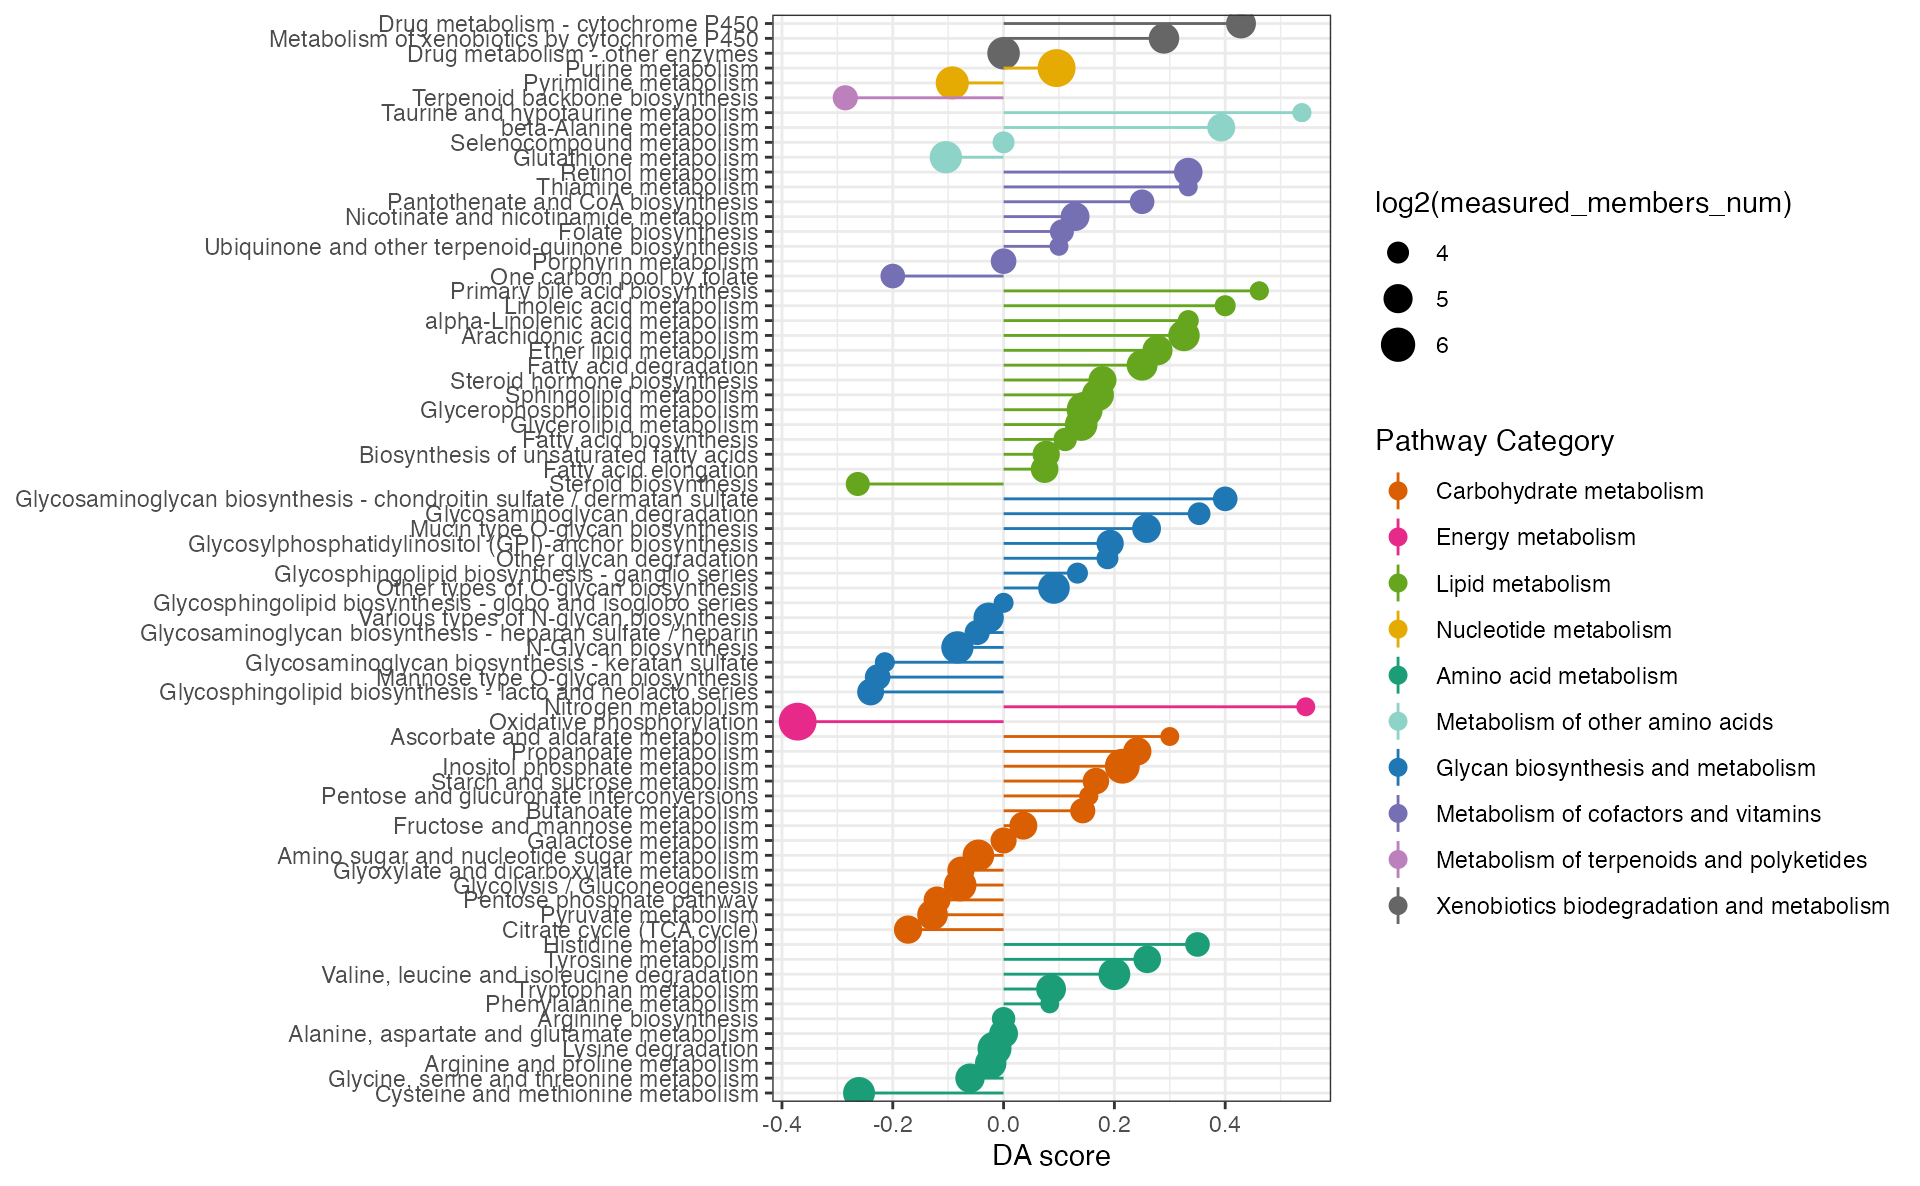 Drug metabolism - cytochrome P450
Metabolism of xenobiotics by cytochrome P450
Drug metabolism - other enzymes
Purine metabolism
Pyrimidine metabolism
Terpenoid backbone biosynthesis
Taurine and hypotaurine metabolism
beta-Alanine metabolism
Selenocompound metabolism
Glutathione metabolism
Retinol metabolism
Thiamine metabolism
Pantothenate and CoA biosynthesis
Nicotinate and nicotinamide metabolism
Folate biosynthesis
Ubiquinone and other terpenoid-quinone biosynthesis
Porphyrin metabolism
One carbon pool by folate
Primary bile acid biosynthesis
Linoleic acid metabolism
alpha-Linolenic acid metabolism
Arachidonic acid metabolism
Ether lipid metabolism
Fatty acid degradation
Steroid hormone biosynthesis
Sphingolipid metabolism
Glycerophospholipid metabolism
Glycerolipid metabolism
Fatty acid biosynthesis
Biosynthesis of unsaturated fatty acids
Fatty acid elongation
Steroid biosynthesis
Glycosaminoglycan biosynthesis - chondroitin sulfate / dermatan sulfate
Glycosaminoglycan degradation
Mucin type O-glycan biosynthesis
Glycosylphosphatidylinositol (GPI)-anchor biosynthesis
Other glycan degradation
Glycosphingolipid biosynthesis - ganglio series
Other types of O-glycan biosynthesis
Glycosphingolipid biosynthesis - globo and isoglobo series
Various types of N-glycan biosynthesis
Glycosaminoglycan biosynthesis - heparan sulfate / heparin
N-Glycan biosynthesis
Glycosaminoglycan biosynthesis - keratan sulfate
Mannose type O-glycan biosynthesis
Glycosphingolipid biosynthesis - lacto and neolacto series
Nitrogen metabolism
Oxidative phosphorylation
Ascorbate and aldarate metabolism
Propanoate metabolism
Inositol phosphate metabolism
Starch and sucrose metabolism
Pentose and glucuronate interconversions
Butanoate metabolism
Fructose and mannose metabolism
Galactose metabolism
Amino sugar and nucleotide sugar metabolism
Glyoxylate and dicarboxylate metabolism
Glycolysis / Gluconeogenesis
Pentose phosphate pathway
Pyruvate metabolism
Citrate cycle (TCA cycle)
Histidine metabolism
Tyrosine metabolism
Valine, leucine and isoleucine degradation
Tryptophan metabolism
Phenylalanine metabolism
Arginine biosynthesis
Alanine, aspartate and glutamate metabolism
Lysine degradation
Arginine and proline metabolism
Glycine, serine and threonine metabolism
Cysteine and methionine metabolism
-0.4 -0.2 0.0 0.2 0.4
DA score
log2(measured_members_num)
4
5
6
Pathway Category
Carbohydrate metabolism
Energy metabolism
Lipid metabolism
Nucleotide metabolism
Amino acid metabolism
Metabolism of other amino acids
Glycan biosynthesis and metabolism
Metabolism of cofactors and vitamins
Metabolism of terpenoids and polyketides
Xenobiotics biodegradation and metabolism